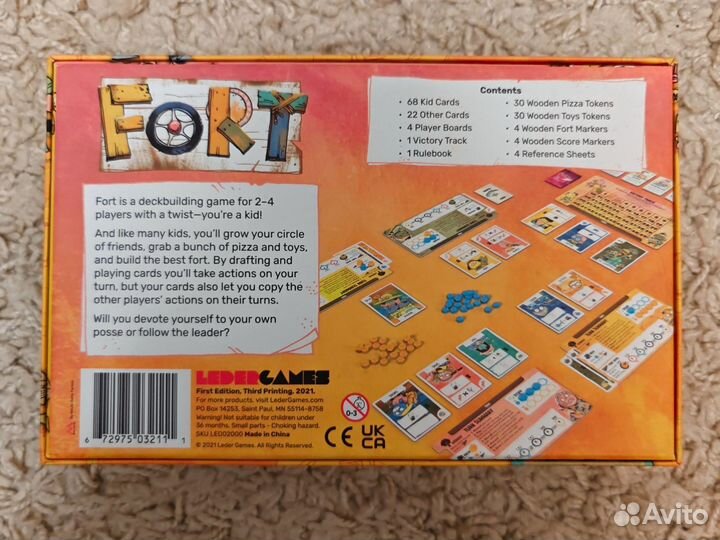 FORT
Contents
• 68 Kid Cards
• 22 Other Cards
• 4 Player Boards
• 1 Victory Track
• 1 Rulebook
• 30 Wooden Pizza Tokens
• 30 Wooden Toys Tokens
• 4 Wooden Fort Markers
• 4 Wooden Score Markers
• 4 Reference Sheets
Fort is a deckbuilding game for 2–4
players with a twist—you're a kid!
And like many kids, you'll grow your circle
of friends, grab a bunch of pizza and toys,
and build the best fort. By drafting and
playing cards you'll take actions on your
turn, but your cards also let you copy the
other players' actions on their turns.
Will you devote yourself to your own
posse or follow the leader?
LEDER GAMES
First Edition, Third Printing, 2021.
For more products, visit LederGames.com
PO Box 14253, Saint Paul, MN 55114-8758
Warning! Not suitable for children under
36 months. Small parts - Choking hazard.
SKU LED02000 Made in China
© 2021 Leder Games. All Rights Reserved.
6 72975 03211 1
0-3
CE UK
CA
Avito